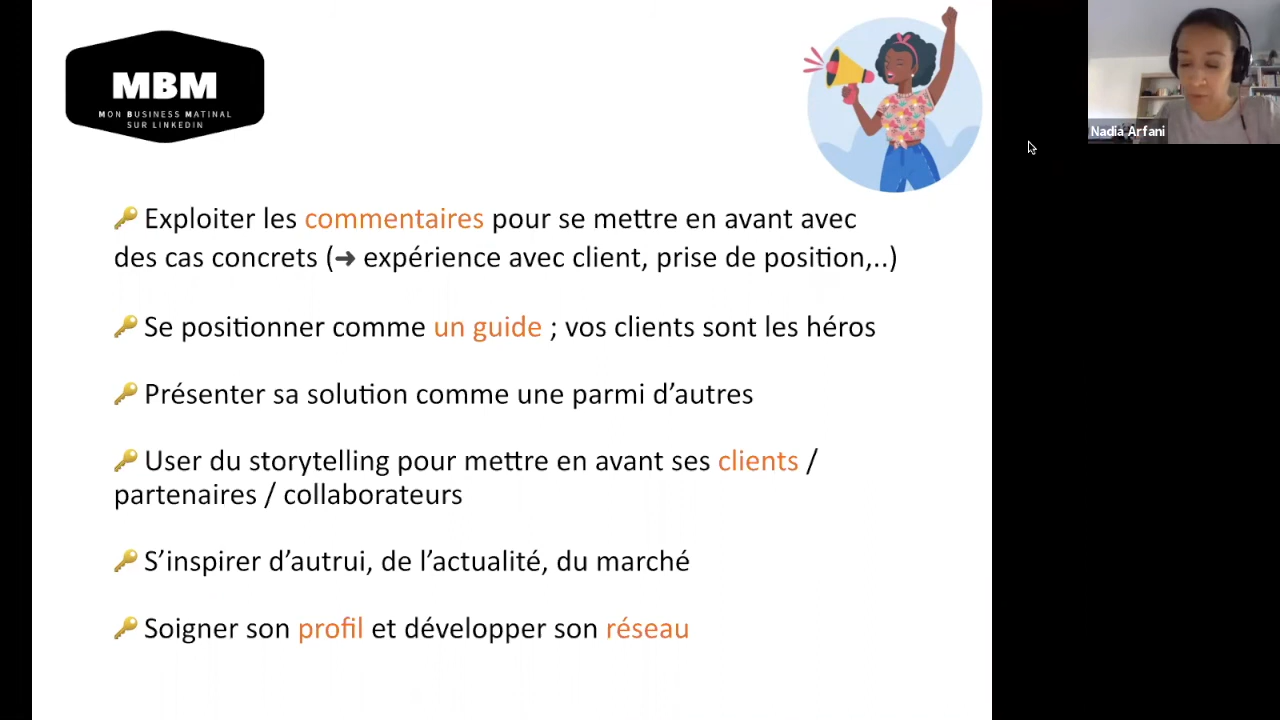 MBM
MON BUSINESS MATINAL
SUR LINKEDIN
Nadia Arfani
🔑 Exploiter les commentaires pour se mettre en avant avec
des cas concrets (➜ expérience avec client, prise de position,..)
🔑 Se positionner comme un guide ; vos clients sont les héros
🔑 Présenter sa solution comme une parmi d’autres
🔑 User du storytelling pour mettre en avant ses clients /
partenaires / collaborateurs
🔑 S’inspirer d’autrui, de l’actualité, du marché
🔑 Soigner son profil et développer son réseau